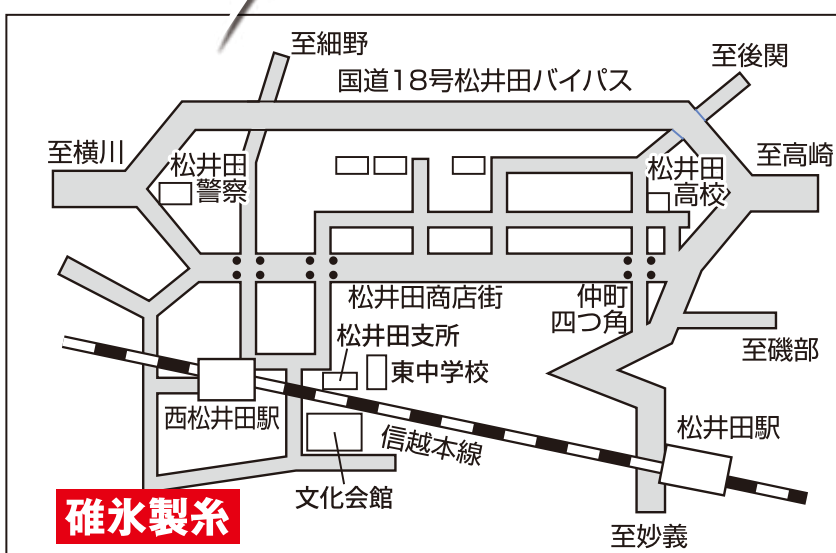 至細野
至後関
国道18号松井田バイパス
至横川
松井田
警察
松井田
高校
至高崎
松井田商店街
仲町
四つ角
松井田支所
東中学校
至磯部
西松井田駅
信越本線
松井田駅
文化会館
碓氷製糸
至妙義